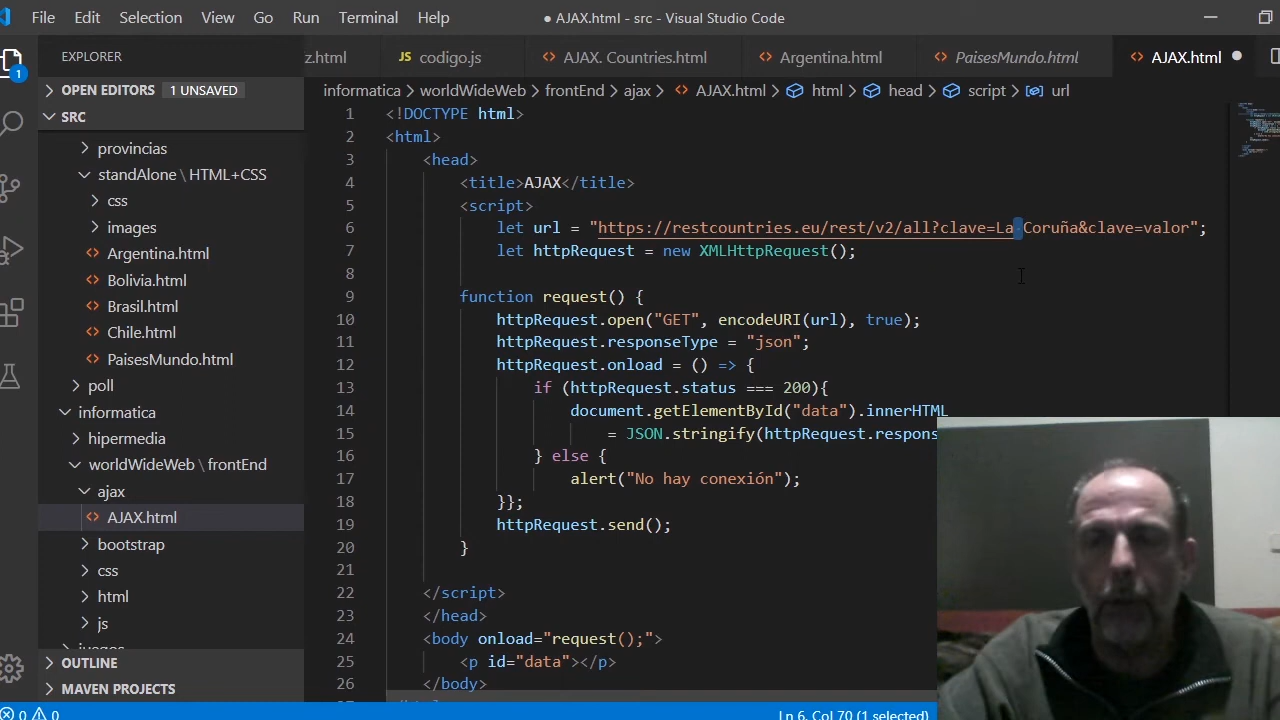 File Edit Selection View Go Run Terminal Help ● AJAX.html - src - Visual Studio Code
EXPLORER
z.html JS codigo.js AJAX. Countries.html Argentina.html PaisesMundo.html AJAX.html
1
OPEN EDITORS 1 UNSAVED
informatica > worldWideWeb > frontEnd > ajax > AJAX.html > html > head > script > url
SRC
provincias
standAlone \ HTML+CSS
css
images
Argentina.html
Bolivia.html
Brasil.html
Chile.html
PaisesMundo.html
poll
informatica
hipermedia
worldWideWeb \ frontEnd
ajax
AJAX.html
bootstrap
css
html
js
juegos
OUTLINE
MAVEN PROJECTS
1 <!DOCTYPE html>
2 <html>
3 <head>
4 <title>AJAX</title>
5 <script>
6 let url = "https://restcountries.eu/rest/v2/all?clave=La Coruña&clave=valor";
7 let httpRequest = new XMLHttpRequest();
8
9 function request() {
10 httpRequest.open("GET", encodeURI(url), true);
11 httpRequest.responseType = "json";
12 httpRequest.onload = () => {
13 if (httpRequest.status === 200){
14 document.getElementById("data").innerHTML
15 = JSON.stringify(httpRequest.respons
16 } else {
17 alert("No hay conexión");
18 }};
19 httpRequest.send();
20 }
21
22 </script>
23 </head>
24 <body onload="request();">
25 <p id="data"></p>
26 </body>
0 0 Ln 6, Col 70 (1 selected)